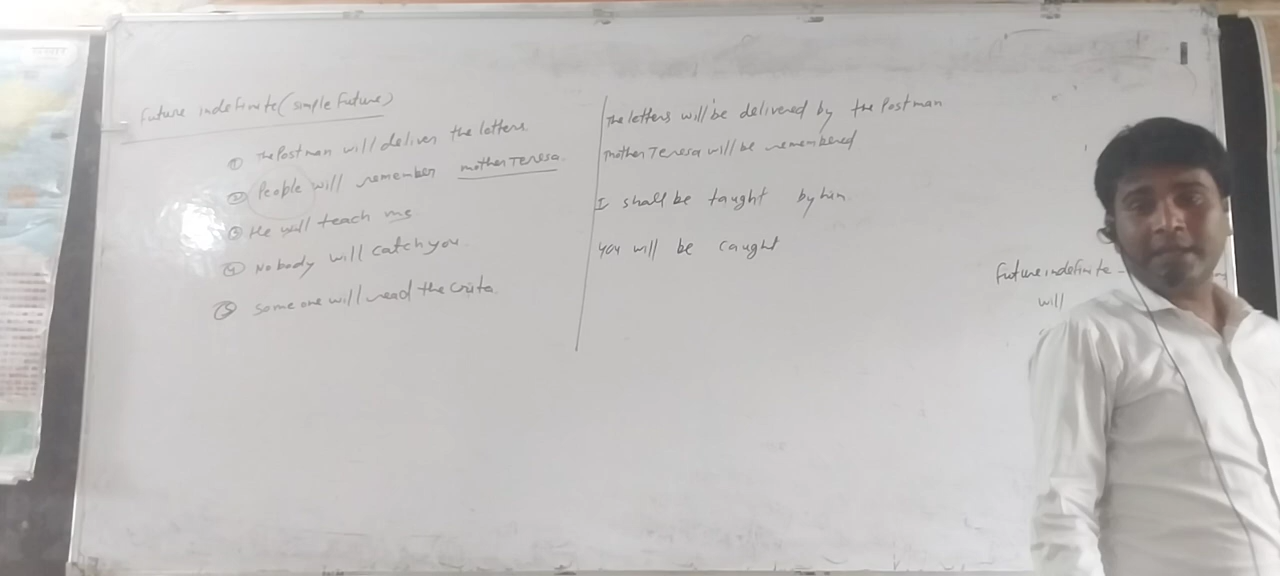 Future indefinite (simple Future)
① The Postman will deliver the letters.
② People will remember mother Teresa.
③ He will teach me
④ Nobody will catch you.
⑤ some one will read the
The letters will be delivered by the Postman
mother Teresa will be remembered
I shall be taught by him.
you will be caught
Future indefinite -
will